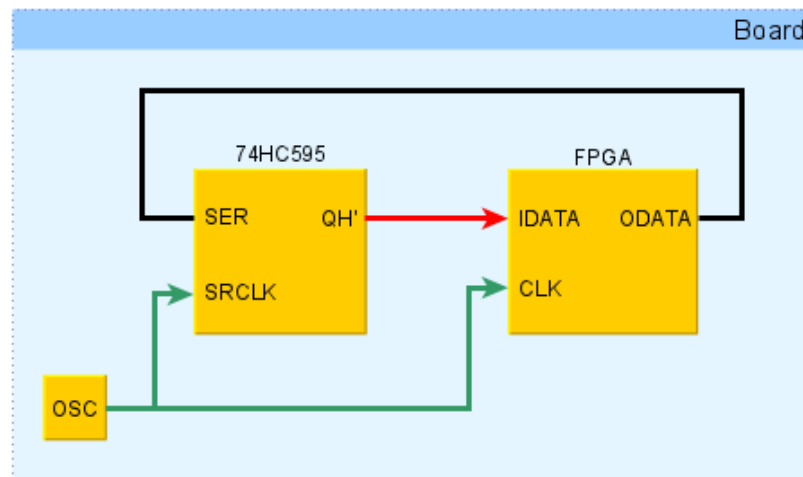 Board
74HC595
FPGA
SER QH' IDATA ODATA
SRCLK CLK
OSC